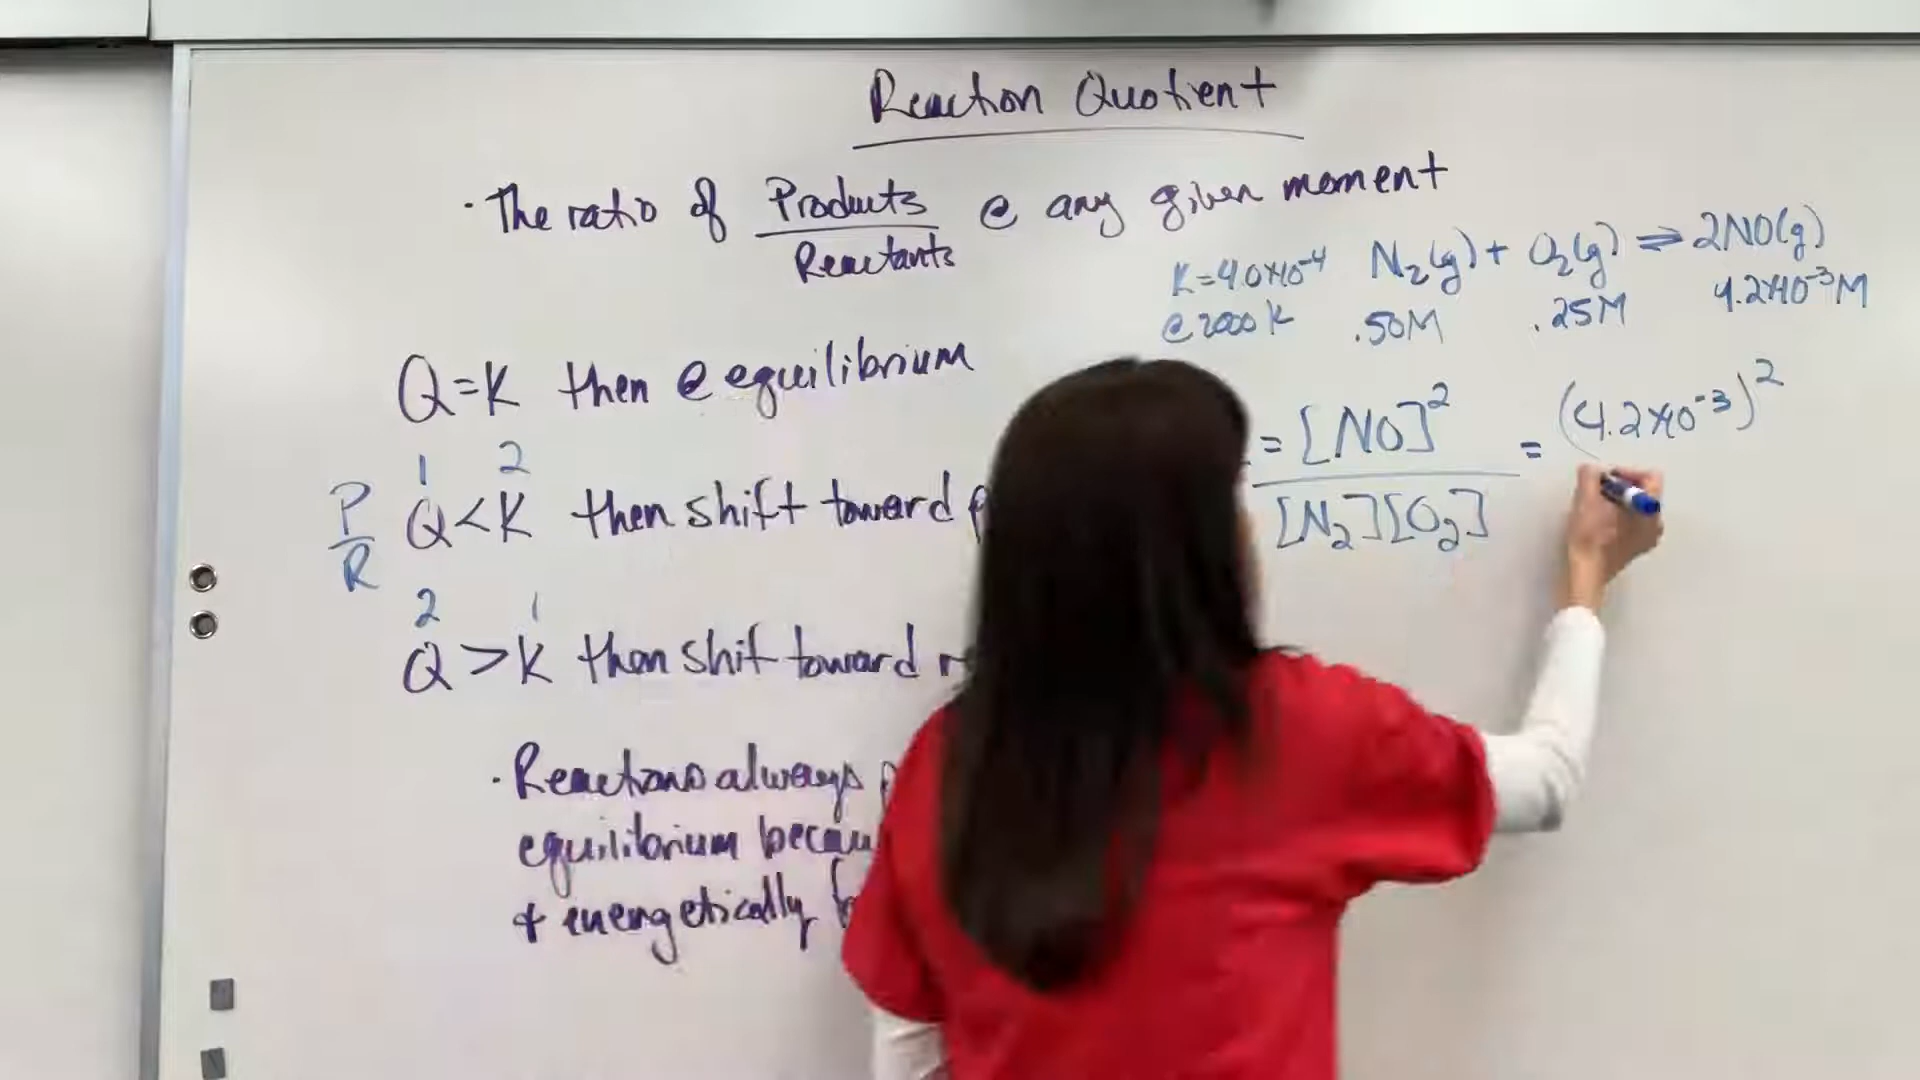 Reaction Quotient
· The ratio of Products @ any given moment
Reactants
K=4.0x10⁻⁴ N₂(g) + O₂(g) ⇌ 2NO(g)
@ 2000 K .50M .25M 4.2x10⁻³M
Q=K then @ equilibrium
= [NO]² = (4.2x10⁻³)²
[N₂][O₂]
1 2
P Q<K then shift toward
R
2 1
Q>K then shift toward
· Reactions always
equilibrium
+ energetically